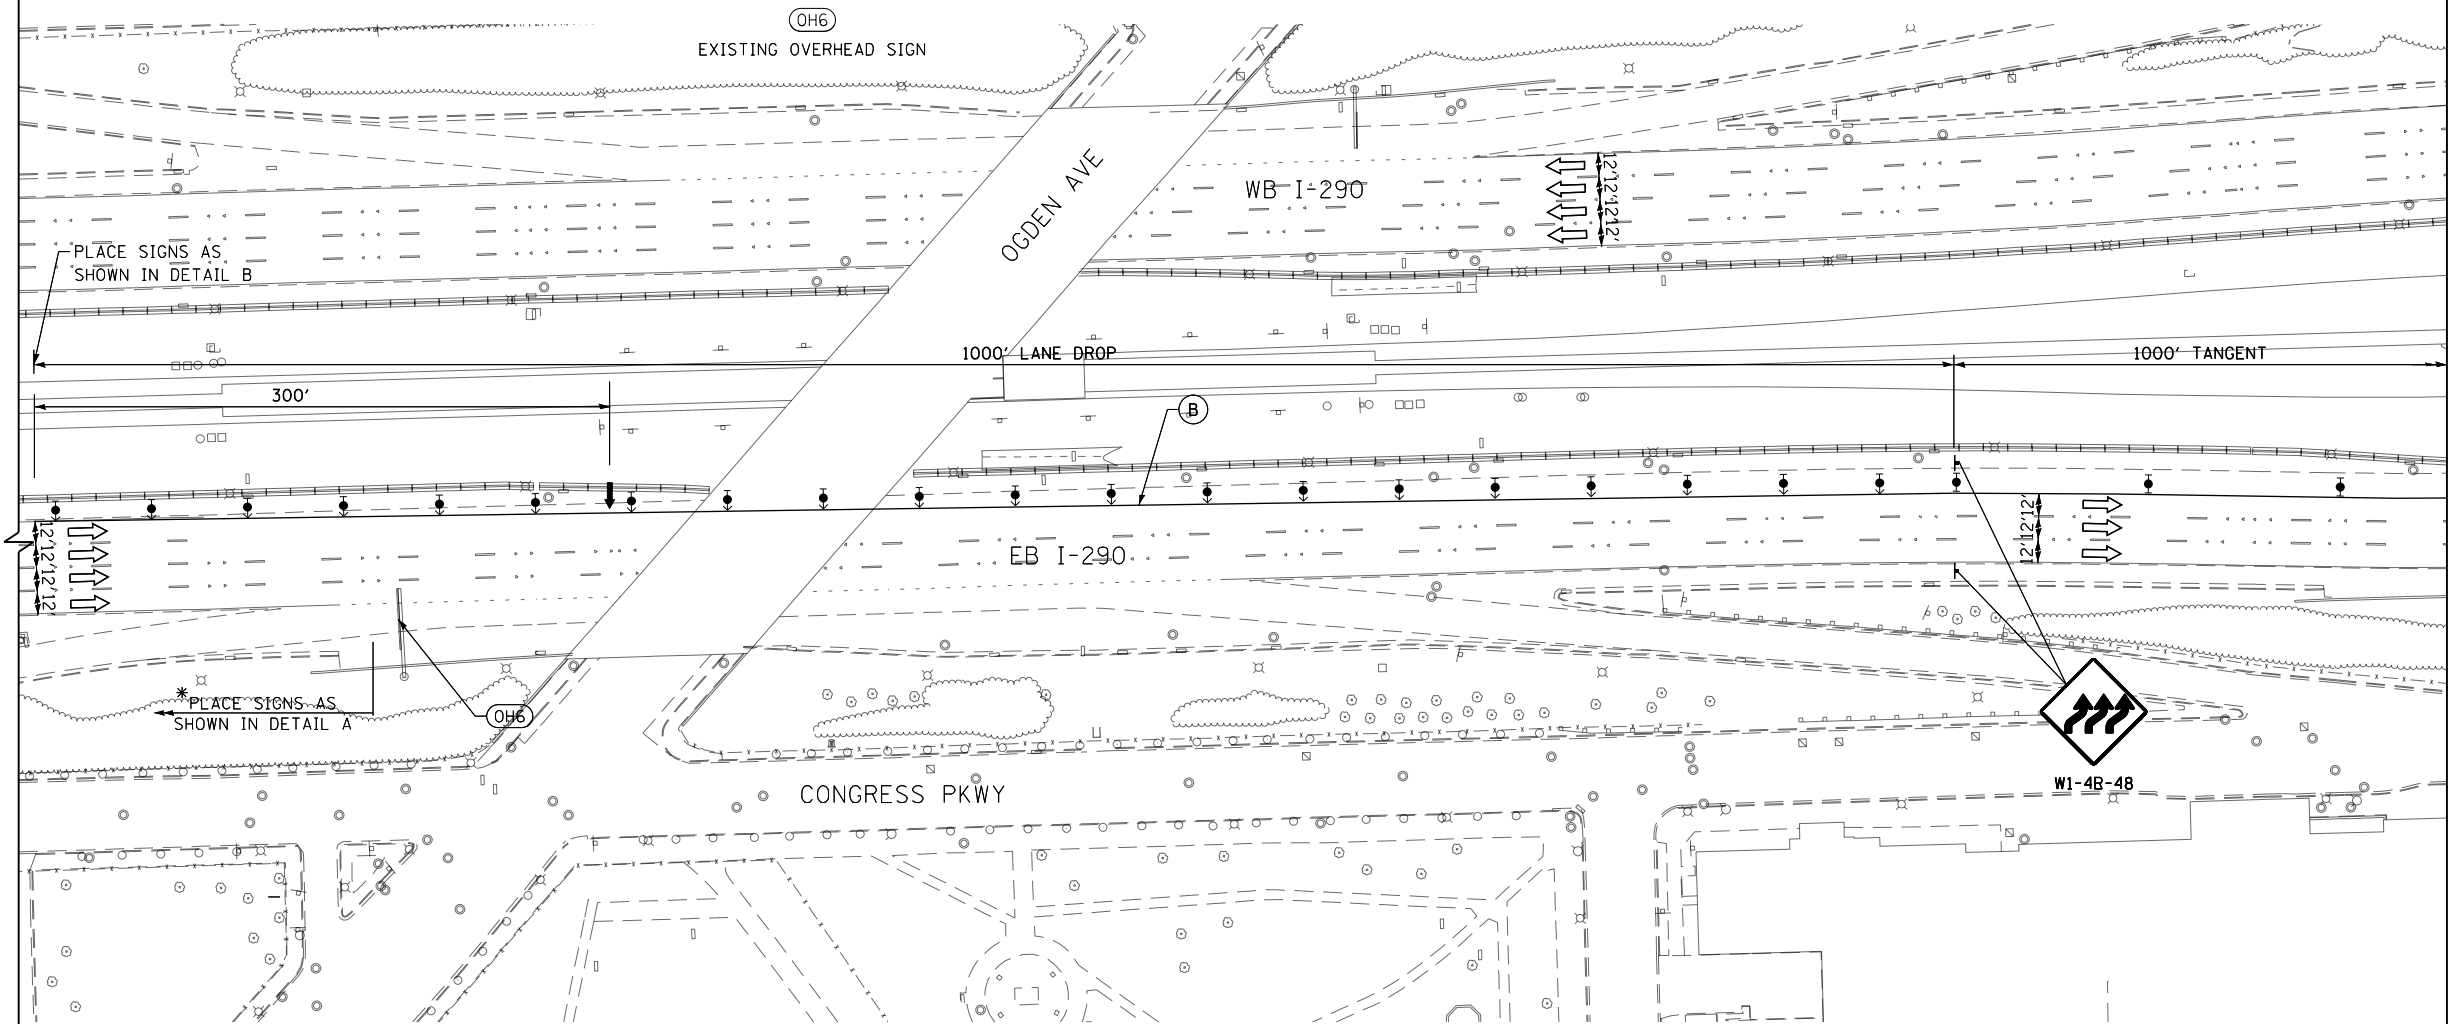 OH6
EXISTING OVERHEAD SIGN
OGDEN AVE
WB I-290
12' 12' 12' 12'
PLACE SIGNS AS
SHOWN IN DETAIL B
1000' LANE DROP
1000' TANGENT
300'
B
12' 12' 12' 12'
EB I-290
12' 12' 12'
* PLACE SIGNS AS
SHOWN IN DETAIL A
OH6
W1-4B-48
CONGRESS PKWY